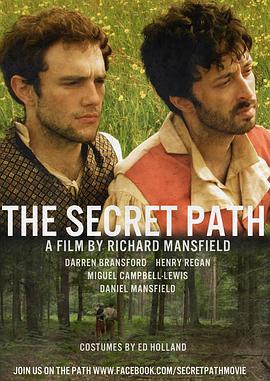 THE SECRET PATH
A FILM BY RICHARD MANSFIELD
DARREN BRANSFORD HENRY REGAN
MIGUEL CAMPBELL-LEWIS
DANIEL MANSFIELD
COSTUMES BY ED HOLLAND
JOIN US ON THE PATH WWW.FACEBOOK.COM/SECRETPATHMOVIE